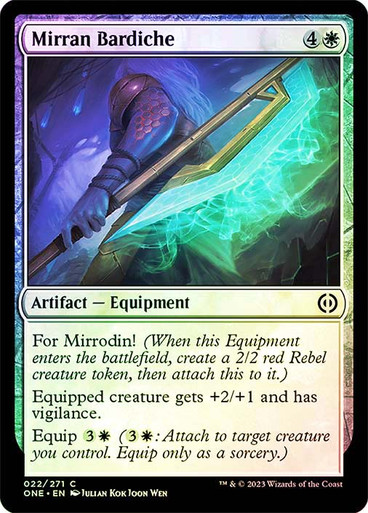 Mirran Bardiche 4
Artifact — Equipment
For Mirrodin! (When this Equipment
enters the battlefield, create a 2/2 red Rebel
creature token, then attach this to it.)
Equipped creature gets +2/+1 and has
vigilance.
Equip 3 (3: Attach to target creature
you control. Equip only as a sorcery.)
022/271 C
ONE • EN Julian Kok Joon Wen
™ & © 2023 Wizards of the Coast